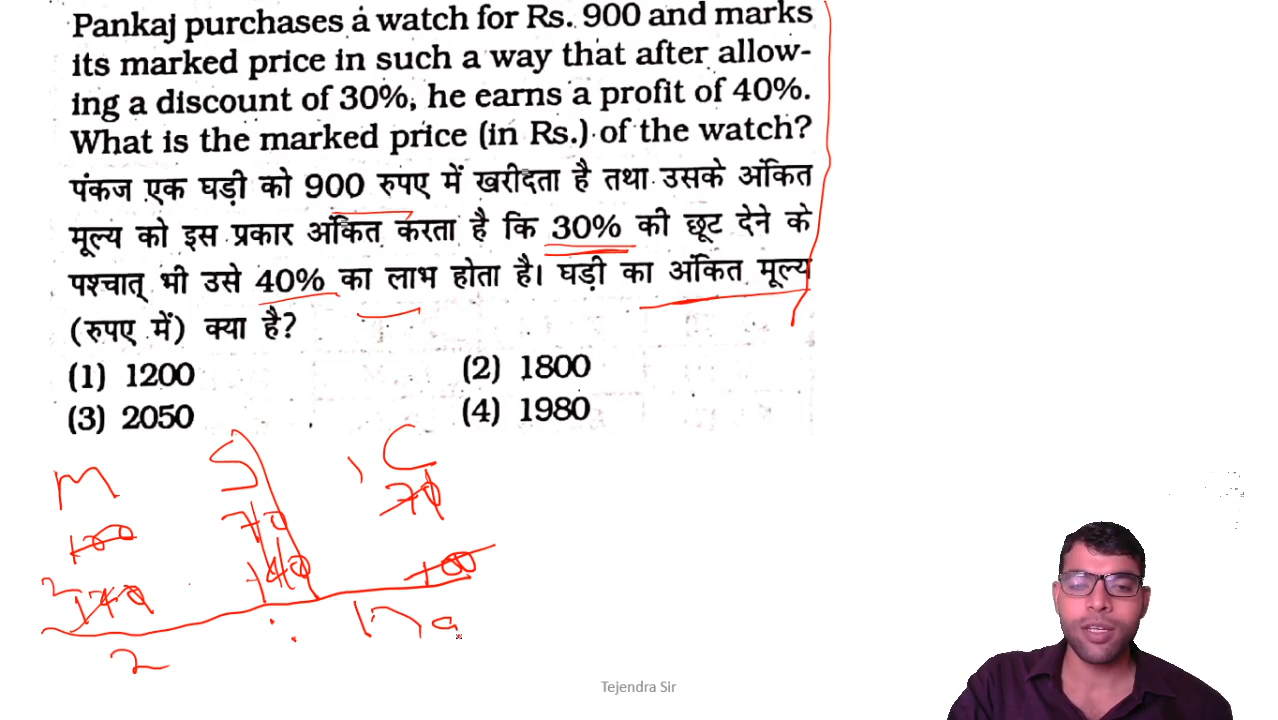 Pankaj purchases a watch for Rs. 900 and marks
its marked price in such a way that after allow-
ing a discount of 30%, he earns a profit of 40%.
What is the marked price (in Rs.) of the watch?
पंकज एक घड़ी को 900 रुपए में खरीदता है तथा उसके अंकित
मूल्य को इस प्रकार अंकित करता है कि 30% की छूट देने के
पश्चात् भी उसे 40% का लाभ होता है। घड़ी का अंकित मूल्य
(रुपए में) क्या है?
(1) 1200 (2) 1800
(3) 2050 (4) 1980
M S C
100 70 70
2 140 140 100
2 :
Tejendra Sir